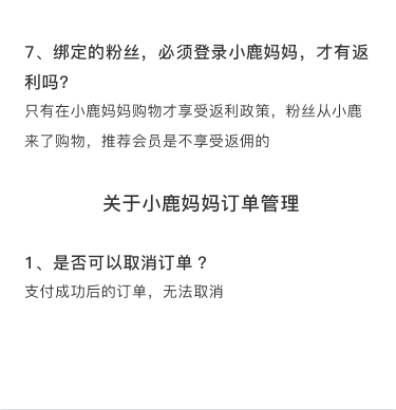 7、绑定的粉丝，必须登录小鹿妈妈，才有返
利吗？
只有在小鹿妈妈购物才享受返利政策，粉丝从小鹿
来了购物，推荐会员是不享受返佣的
关于小鹿妈妈订单管理
1、是否可以取消订单？
支付成功后的订单，无法取消